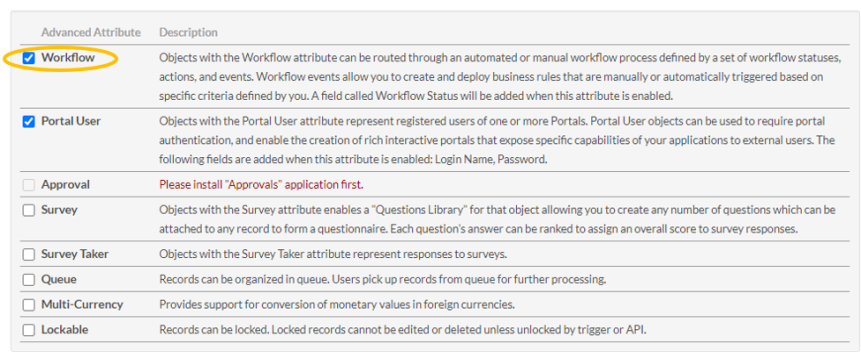 Advanced Attribute Description
Workflow Objects with the Workflow attribute can be routed through an automated or manual workflow process defined by a set of workflow statuses,
actions, and events. Workflow events allow you to create and deploy business rules that are manually or automatically triggered based on
specific criteria defined by you. A field called Workflow Status will be added when this attribute is enabled.
Portal User Objects with the Portal User attribute represent registered users of one or more Portals. Portal User objects can be used to require portal
authentication, and enable the creation of rich interactive portals that expose specific capabilities of your applications to external users. The
following fields are added when this attribute is enabled: Login Name, Password.
Approval Please install "Approvals" application first.
Survey Objects with the Survey attribute enables a "Questions Library" for that object allowing you to create any number of questions which can be
attached to any record to form a questionnaire. Each question's answer can be ranked to assign an overall score to survey responses.
Survey Taker Objects with the Survey Taker attribute represent responses to surveys.
Queue Records can be organized in queue. Users pick up records from queue for further processing.
Multi-Currency Provides support for conversion of monetary values in foreign currencies.
Lockable Records can be locked. Locked records cannot be edited or deleted unless unlocked by trigger or API.